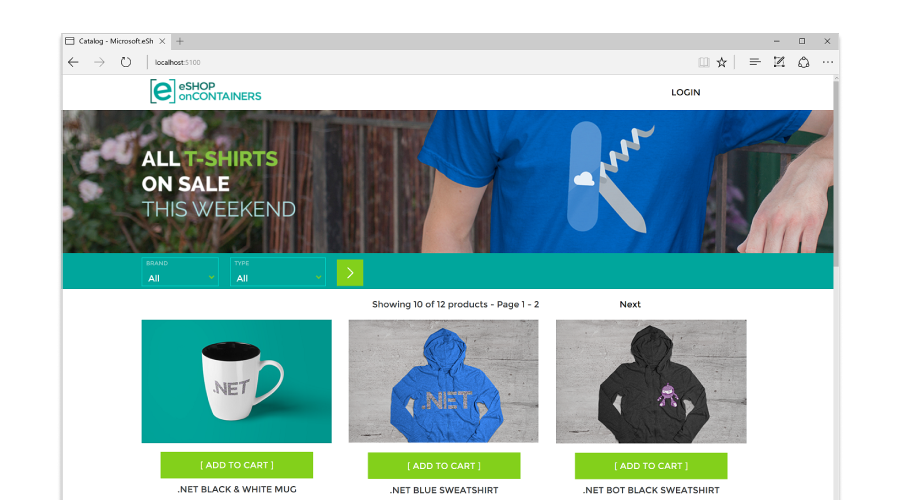 Catalog - Microsoft.eSh
localhost:5100
eSHOP
onCONTAINERS
LOGIN
ALL T-SHIRTS
ON SALE
THIS WEEKEND
BRAND
All
TYPE
All
Showing 10 of 12 products - Page 1 - 2
Next
.NET
.NET
[ ADD TO CART ]
[ ADD TO CART ]
[ ADD TO CART ]
.NET BLACK & WHITE MUG
.NET BLUE SWEATSHIRT
.NET BOT BLACK SWEATSHIRT